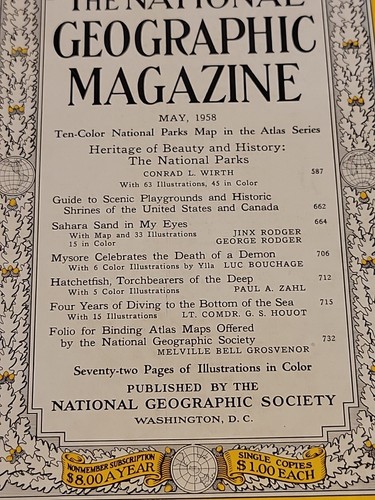 THE NATIONAL
GEOGRAPHIC
MAGAZINE
MAY, 1958
Ten-Color National Parks Map in the Atlas Series
Heritage of Beauty and History:
The National Parks
CONRAD L. WIRTH 587
With 63 Illustrations, 45 in Color
Guide to Scenic Playgrounds and Historic
Shrines of the United States and Canada 662
Sahara Sand in My Eyes 664
With Map and 33 Illustrations JINX RODGER
15 in Color GEORGE RODGER
Mysore Celebrates the Death of a Demon 706
With 6 Color Illustrations by Ylla LUC BOUCHAGE
Hatchetfish, Torchbearers of the Deep 712
With 5 Color Illustrations PAUL A. ZAHL
Four Years of Diving to the Bottom of the Sea 715
With 15 Illustrations LT. COMDR. G. S. HOUOT
Folio for Binding Atlas Maps Offered
by the National Geographic Society 732
MELVILLE BELL GROSVENOR
Seventy-two Pages of Illustrations in Color
PUBLISHED BY THE
NATIONAL GEOGRAPHIC SOCIETY
WASHINGTON, D. C.
NONMEMBER SUBSCRIPTION
$8.00 A YEAR
SINGLE COPIES
$1.00 EACH